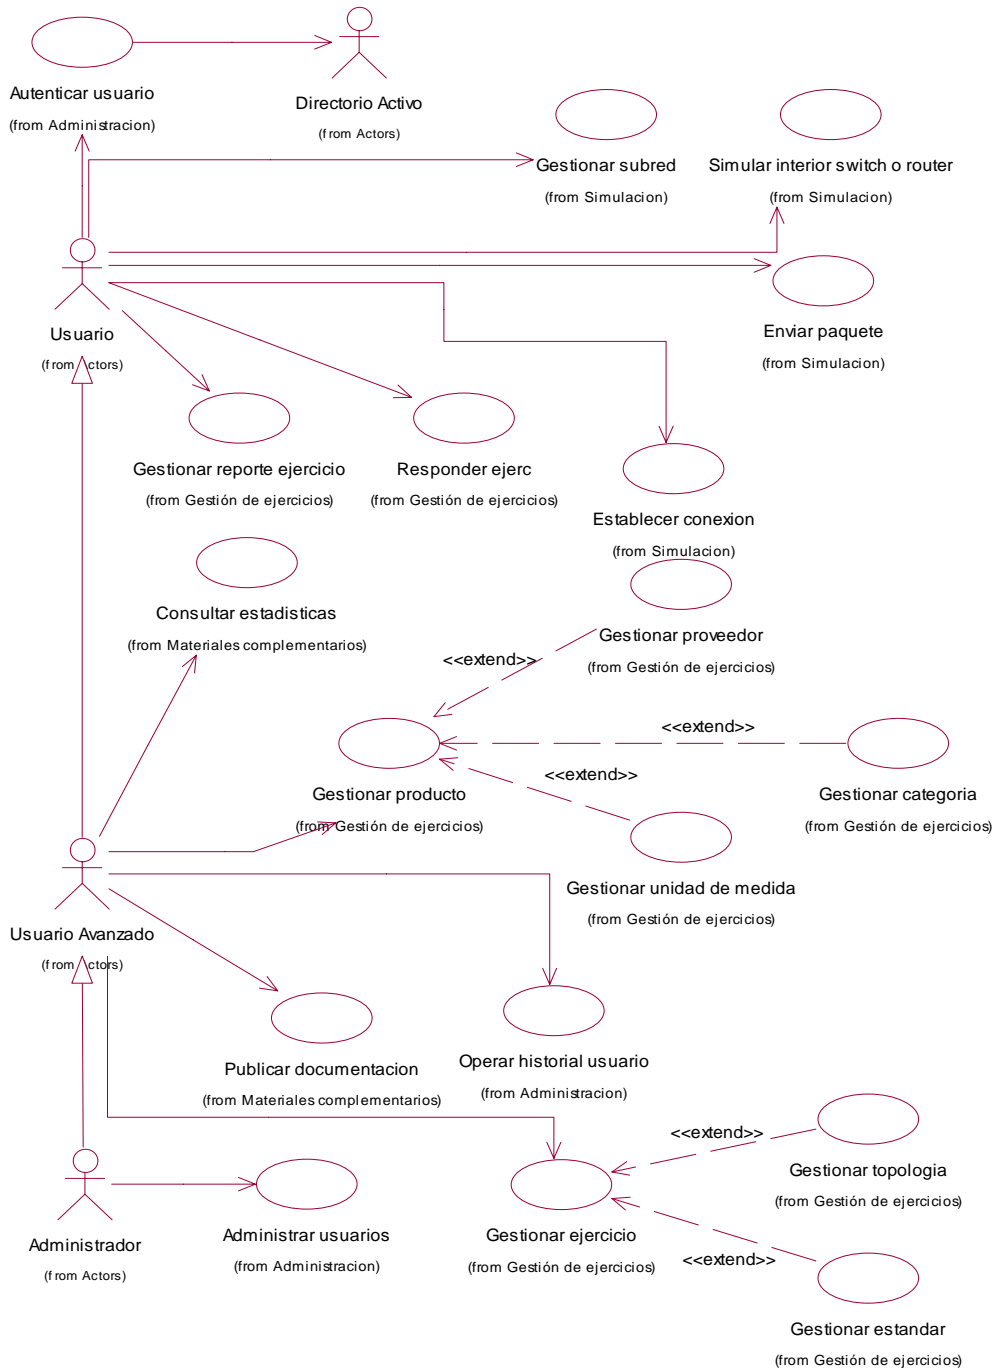 Autenticar usuario
(from Administracion)
Directorio Activo
(from Actors)
Gestionar subred
(from Simulacion)
Simular interior switch o router
(from Simulacion)
Usuario
(from Actors)
Enviar paquete
(from Simulacion)
Gestionar reporte ejercicio
(from Gestión de ejercicios)
Responder ejerc
(from Gestión de ejercicios)
Establecer conexion
(from Simulacion)
Consultar estadisticas
(from Materiales complementarios)
Gestionar proveedor
(from Gestión de ejercicios)
<<extend>>
<<extend>>
<<extend>>
Gestionar producto
(from Gestión de ejercicios)
Gestionar categoria
(from Gestión de ejercicios)
Gestionar unidad de medida
(from Gestión de ejercicios)
Usuario Avanzado
(from Actors)
Publicar documentacion
(from Materiales complementarios)
Operar historial usuario
(from Administracion)
<<extend>>
Gestionar topologia
(from Gestión de ejercicios)
Administrador
(from Actors)
Administrar usuarios
(from Administracion)
Gestionar ejercicio
(from Gestión de ejercicios)
<<extend>>
Gestionar estandar
(from Gestión de ejercicios)